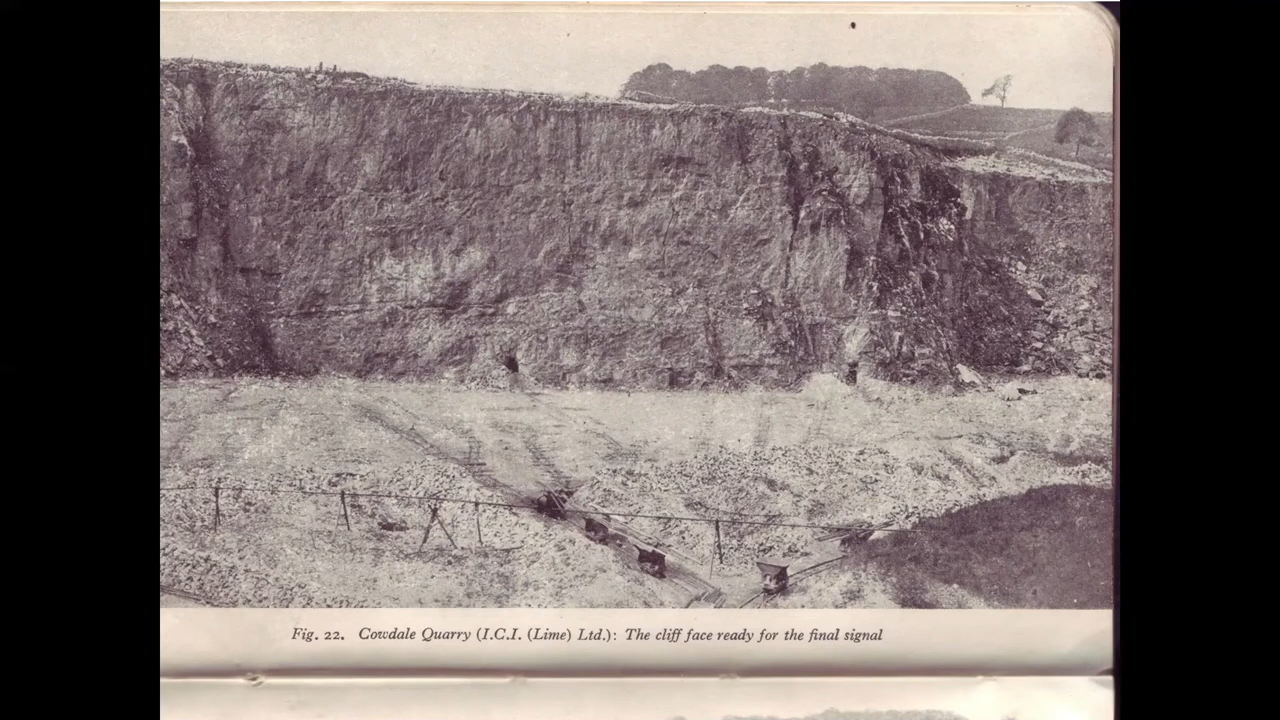 Fig. 22. Cowdale Quarry (I.C.I. (Lime) Ltd.): The cliff face ready for the final signal